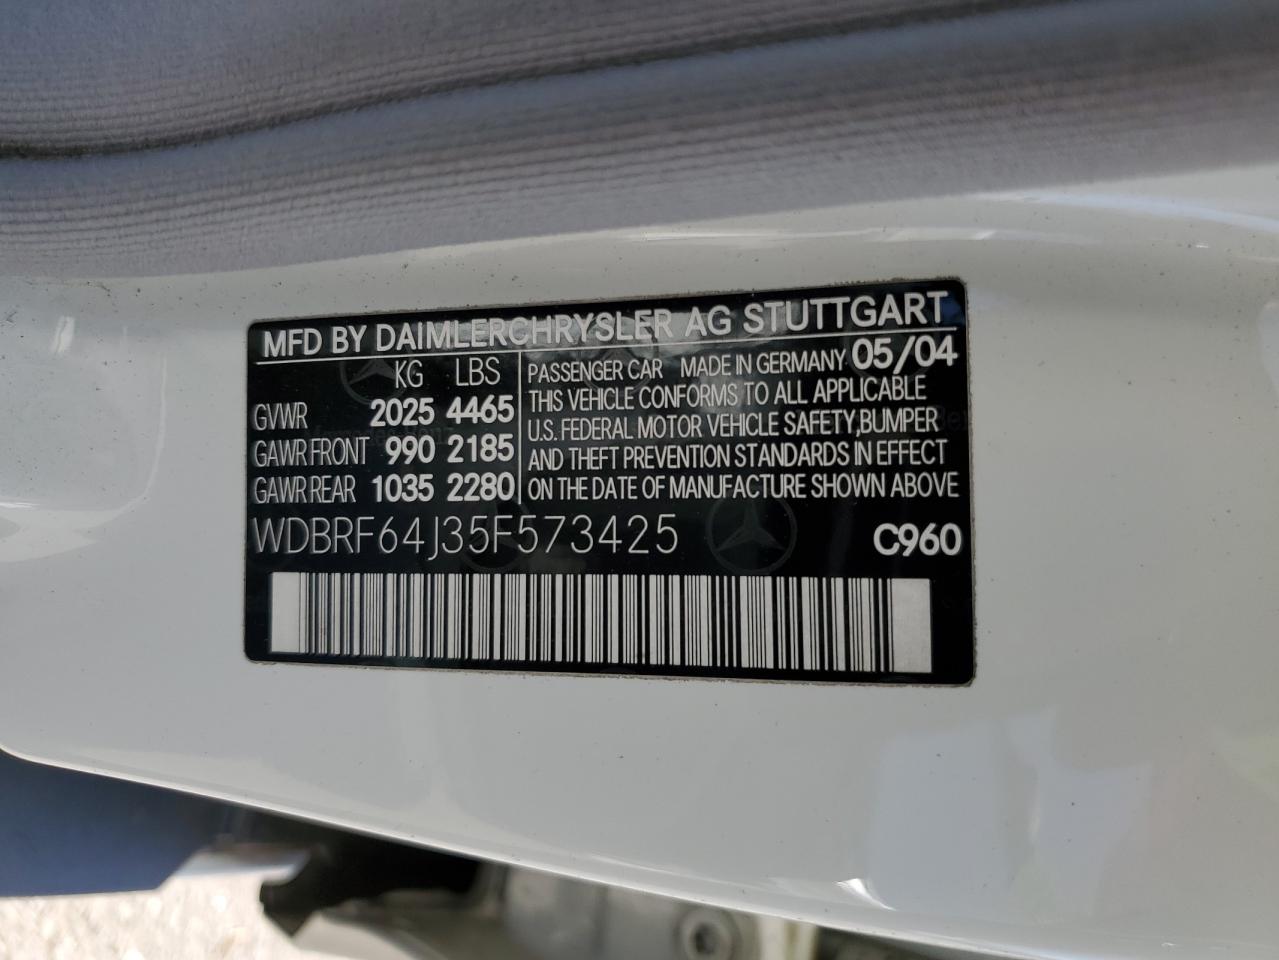 MFD BY DAIMLERCHRYSLER AG STUTTGART
KG LBS
GVWR 2025 4465
GAWR FRONT 990 2185
GAWR REAR 1035 2280
PASSENGER CAR MADE IN GERMANY 05/04
THIS VEHICLE CONFORMS TO ALL APPLICABLE
U.S. FEDERAL MOTOR VEHICLE SAFETY, BUMPER
AND THEFT PREVENTION STANDARDS IN EFFECT
ON THE DATE OF MANUFACTURE SHOWN ABOVE
WDBRF64J35F573425 C960